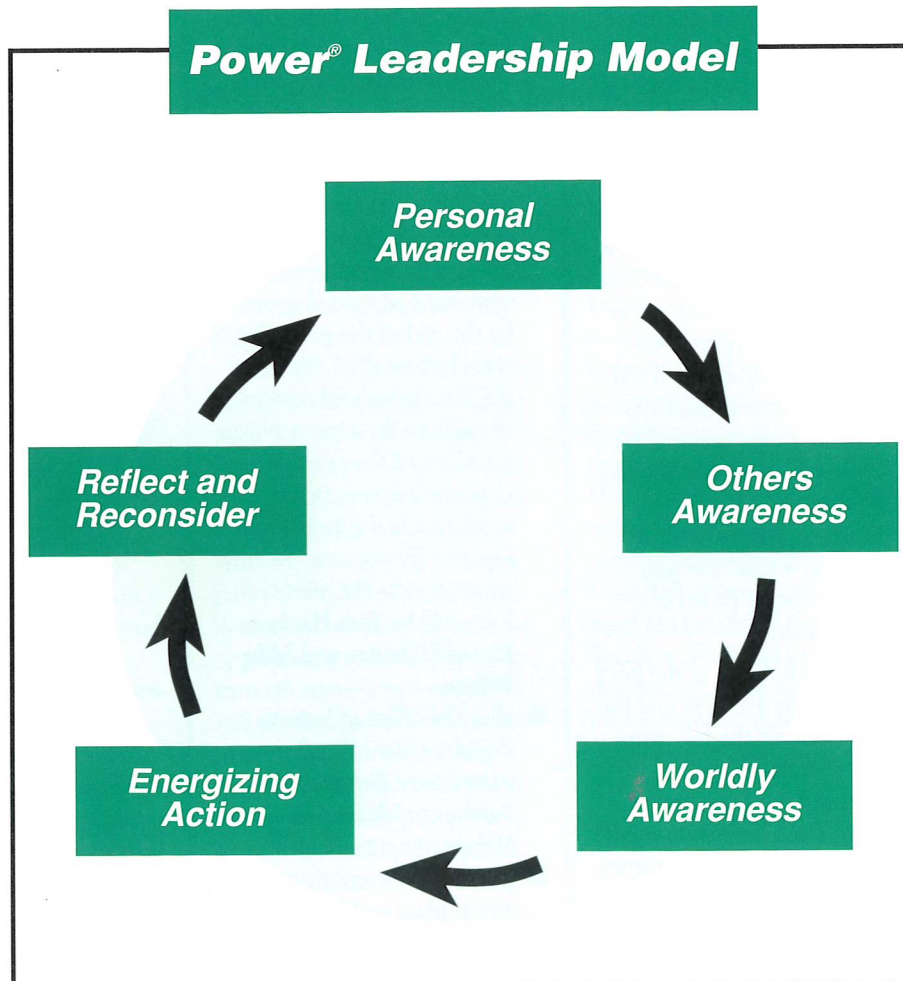 Power® Leadership Model
Personal
Awareness
Others
Awareness
Worldly
Awareness
Energizing
Action
Reflect and
Reconsider